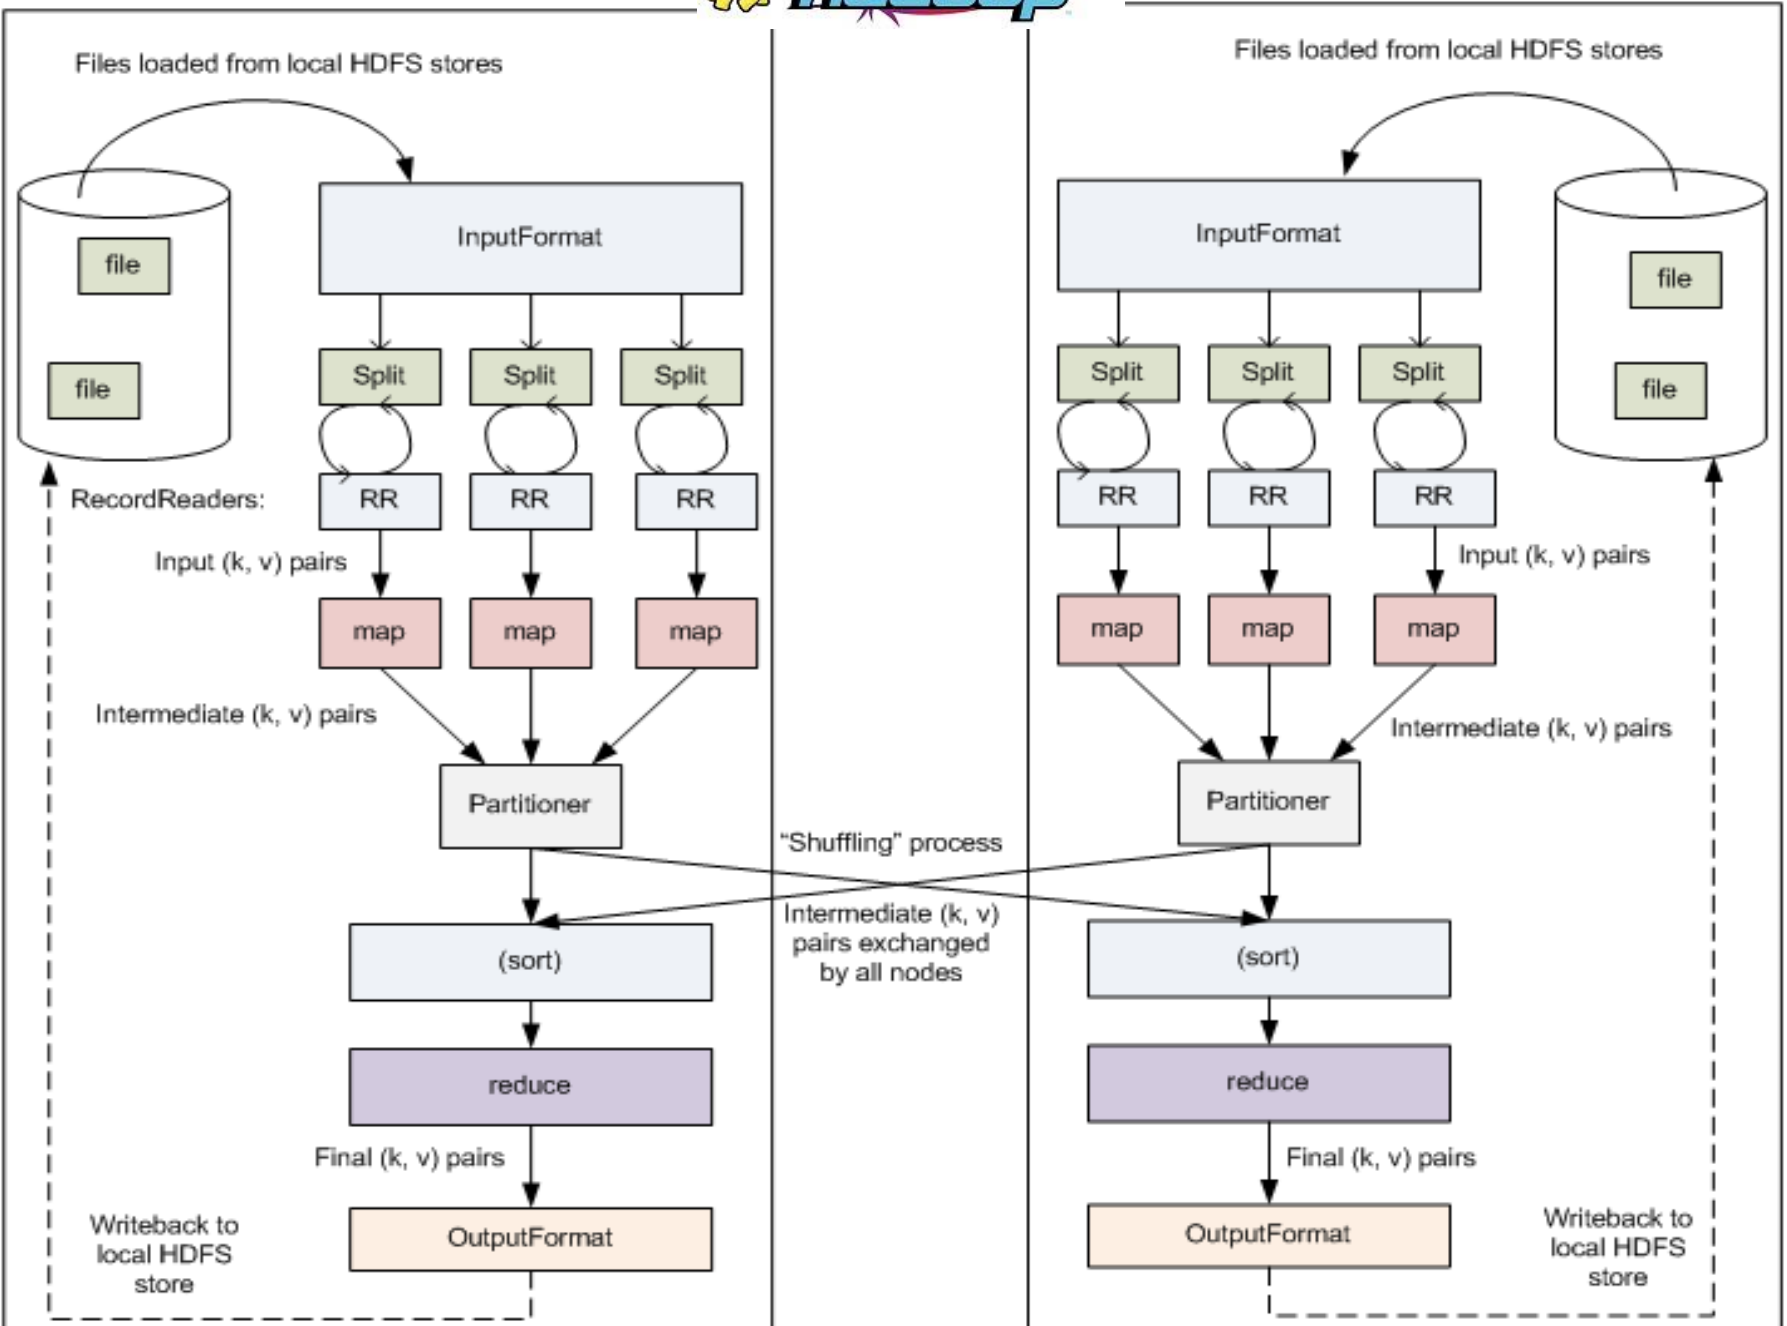 hadoop
Files loaded from local HDFS stores
file
file
InputFormat
Split Split Split
RecordReaders:
RR RR RR
Input (k, v) pairs
map map map
Intermediate (k, v) pairs
Partitioner
(sort)
reduce
Final (k, v) pairs
OutputFormat
Writeback to
local HDFS
store
“Shuffling” process
Intermediate (k, v)
pairs exchanged
by all nodes
Files loaded from local HDFS stores
InputFormat
file
file
Split Split Split
RR RR RR
Input (k, v) pairs
map map map
Intermediate (k, v) pairs
Partitioner
(sort)
reduce
Final (k, v) pairs
OutputFormat
Writeback to
local HDFS
store